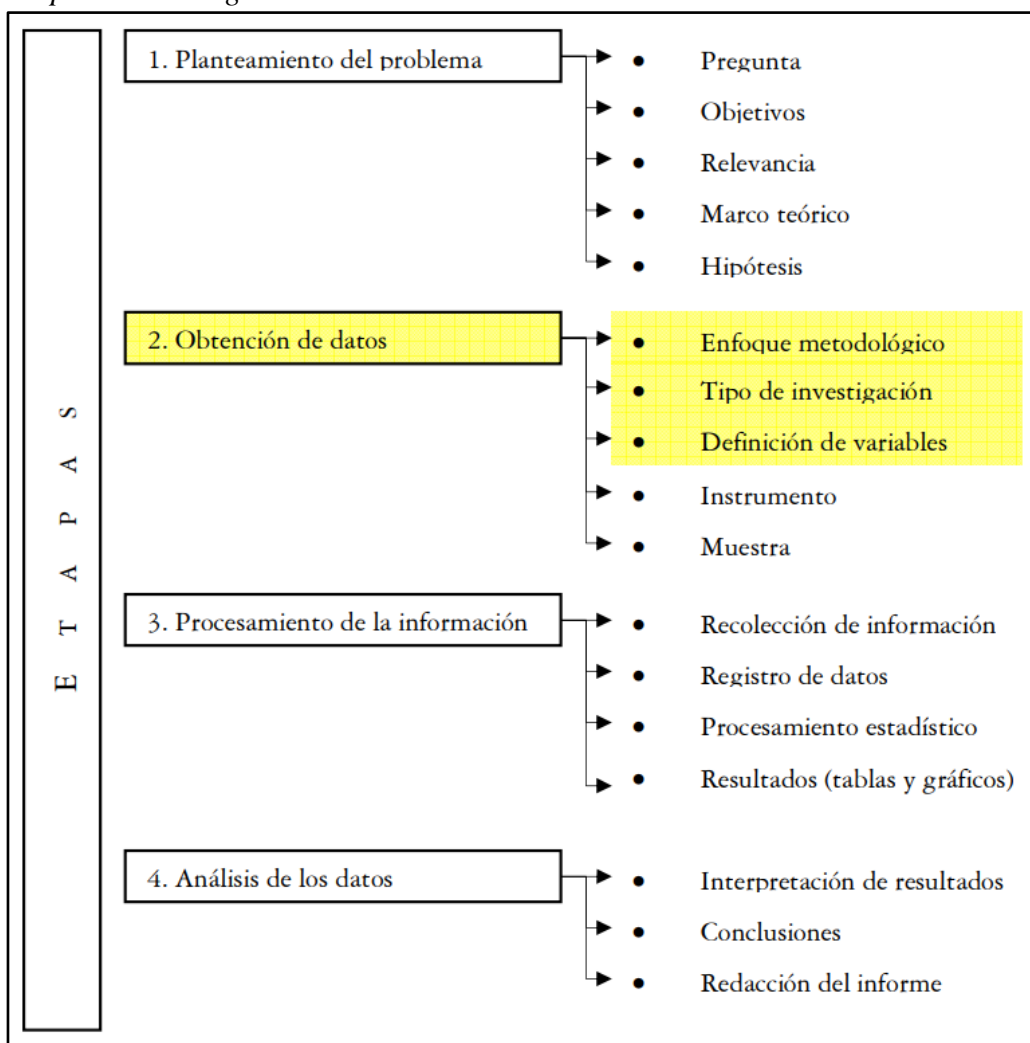 E T A P A S
1. Planteamiento del problema
• Pregunta
• Objetivos
• Relevancia
• Marco teórico
• Hipótesis
2. Obtención de datos
• Enfoque metodológico
• Tipo de investigación
• Definición de variables
• Instrumento
• Muestra
3. Procesamiento de la información
• Recolección de información
• Registro de datos
• Procesamiento estadístico
• Resultados (tablas y gráficos)
4. Análisis de los datos
• Interpretación de resultados
• Conclusiones
• Redacción del informe